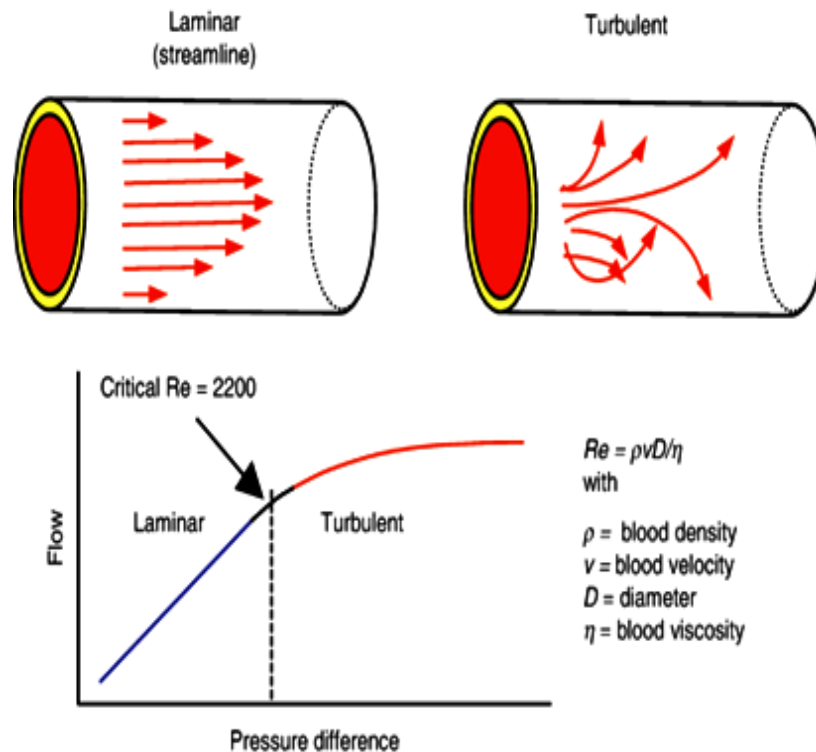 Laminar
(streamline)
Turbulent
Critical Re = 2200
Laminar
Turbulent
Flow
Pressure difference
Re = ρvD/η
with
ρ = blood density
v = blood velocity
D = diameter
η = blood viscosity